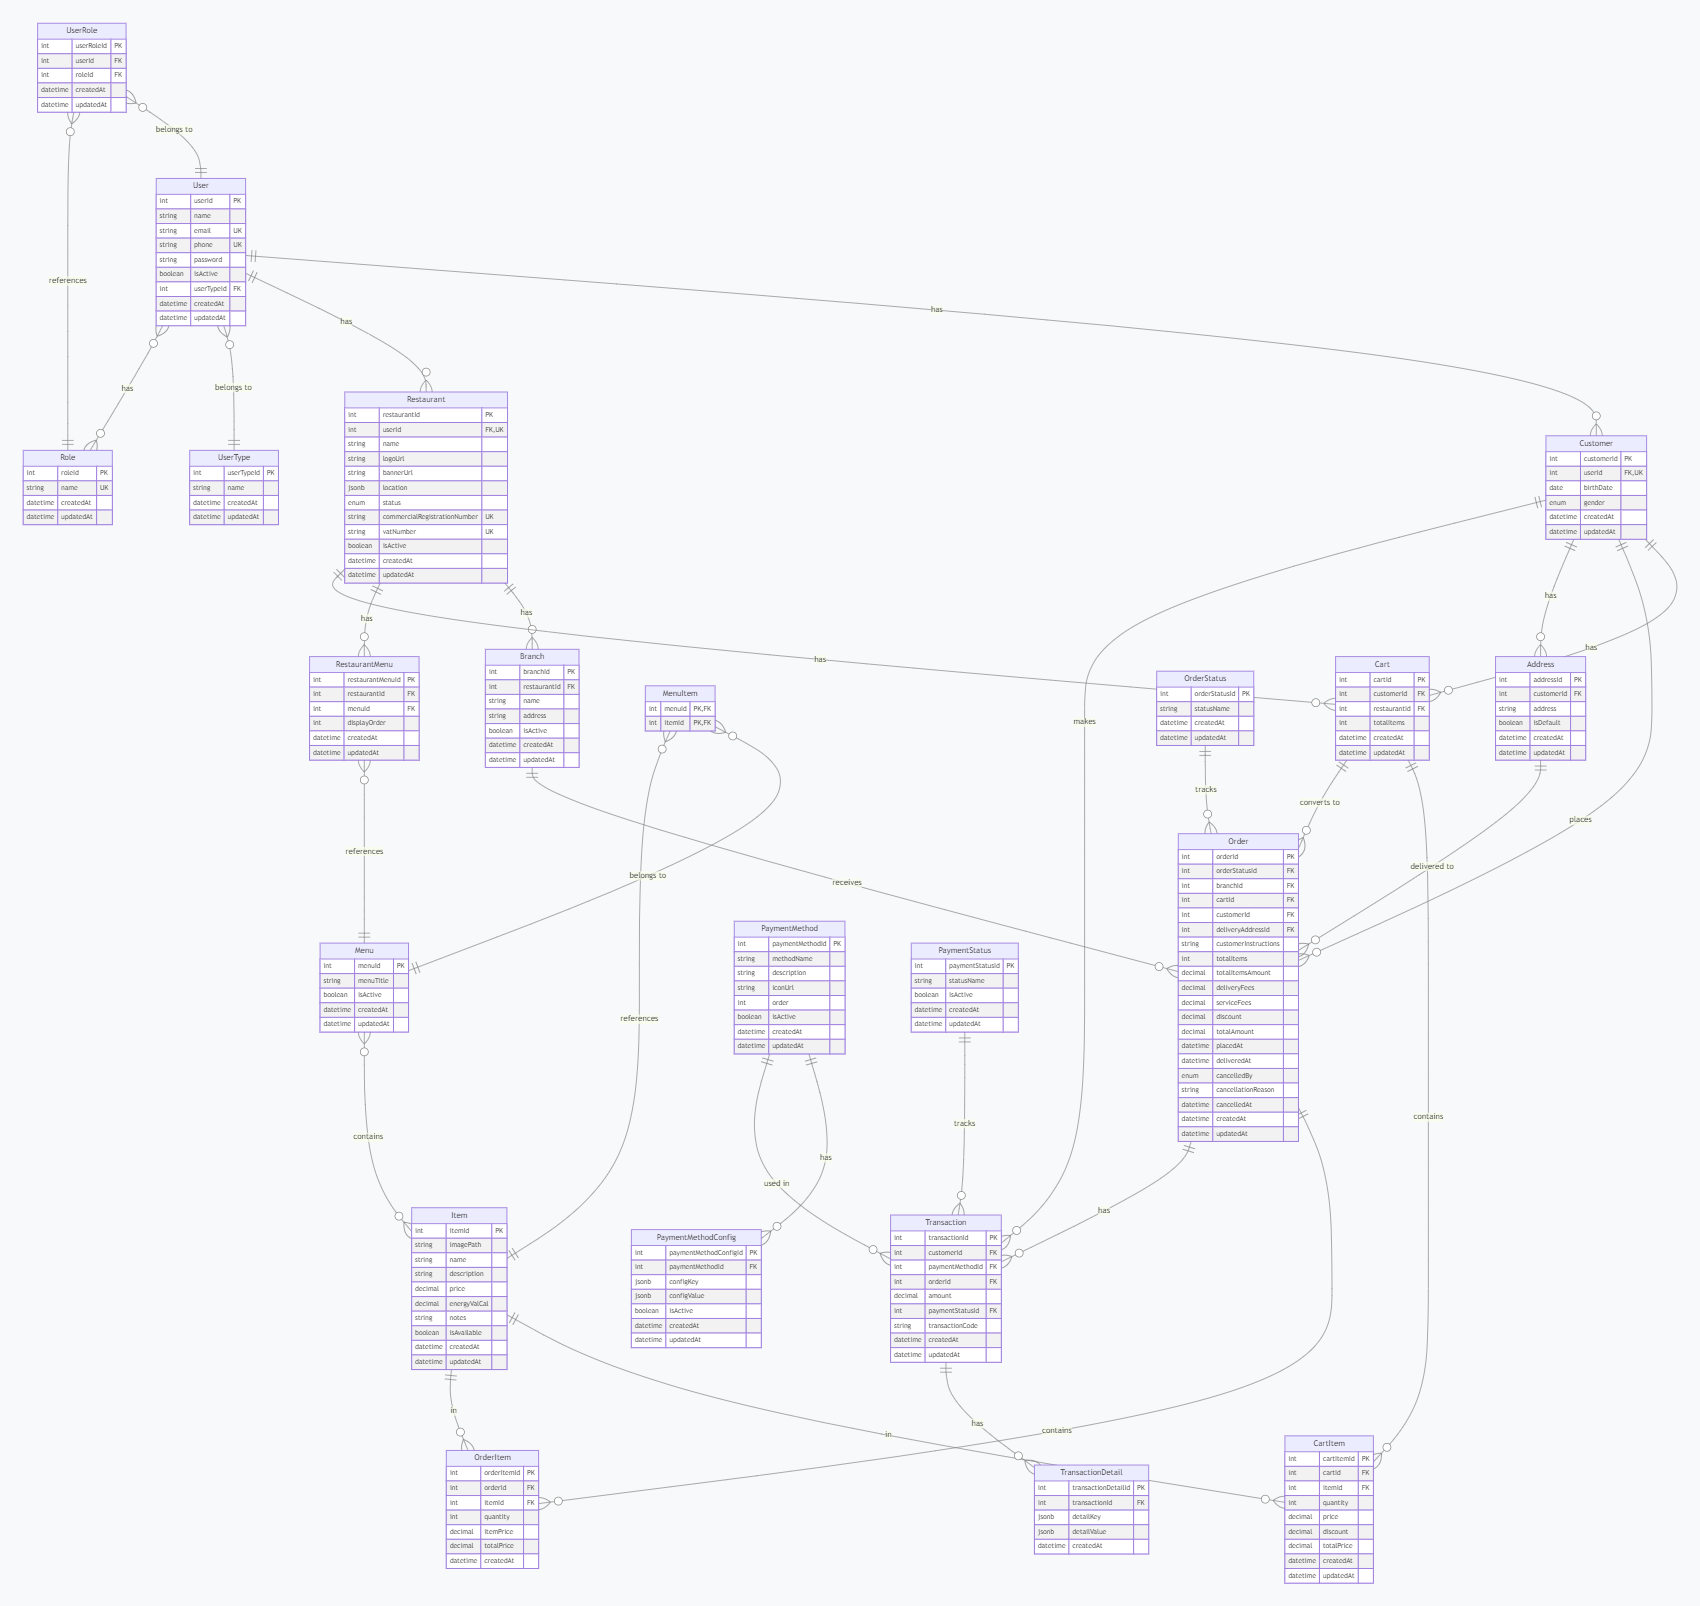 UserRole
int userRoleId PK
int userId FK
int roleId FK
datetime createdAt
datetime updatedAt
belongs to
User
int userId PK
string name
string email UK
string phone UK
string password
boolean isActive
int userTypeId FK
datetime createdAt
datetime updatedAt
references
has
has
has
belongs to
Role
int roleId PK
string name UK
datetime createdAt
datetime updatedAt
UserType
int userTypeId PK
string name
datetime createdAt
datetime updatedAt
Restaurant
int restaurantId PK
int userId FK,UK
string name
string logoUrl
string bannerUrl
jsonb location
enum status
string commercialRegistrationNumber UK
string vatNumber UK
boolean isActive
datetime createdAt
datetime updatedAt
Customer
int customerId PK
int userId FK,UK
date birthDate
enum gender
datetime createdAt
datetime updatedAt
has
has
has
has
has
makes
places
RestaurantMenu
int restaurantMenuId PK
int restaurantId FK
int menuId FK
int displayOrder
datetime createdAt
datetime updatedAt
Branch
int branchId PK
int restaurantId FK
string name
string address
boolean isActive
datetime createdAt
datetime updatedAt
MenuItem
int menuId PK,FK
int itemId PK,FK
OrderStatus
int orderStatusId PK
string statusName
datetime createdAt
datetime updatedAt
Cart
int cartId PK
int customerId FK
int restaurantId FK
int totalItems
datetime createdAt
datetime updatedAt
Address
int addressId PK
int customerId FK
string address
boolean isDefault
datetime createdAt
datetime updatedAt
tracks
converts to
references
belongs to
receives
delivered to
Order
int orderId PK
int orderStatusId FK
int branchId FK
int cartId FK
int customerId FK
int deliveryAddressId FK
string customerInstructions
int totalItems
decimal totalItemsAmount
decimal deliveryFees
decimal serviceFees
decimal discount
decimal totalAmount
datetime placedAt
datetime deliveredAt
enum cancelledBy
string cancellationReason
datetime cancelledAt
datetime createdAt
datetime updatedAt
Menu
int menuId PK
string menuTitle
boolean isActive
datetime createdAt
datetime updatedAt
PaymentMethod
int paymentMethodId PK
string methodName
string description
string iconUrl
int order
boolean isActive
datetime createdAt
datetime updatedAt
PaymentStatus
int paymentStatusId PK
string statusName
boolean isActive
datetime createdAt
datetime updatedAt
references
contains
tracks
contains
has
used in
has
Item
int itemId PK
string imagePath
string name
string description
decimal price
decimal energyValCal
string notes
boolean isAvailable
datetime createdAt
datetime updatedAt
PaymentMethodConfig
int paymentMethodConfigId PK
int paymentMethodId FK
jsonb configKey
jsonb configValue
boolean isActive
datetime createdAt
datetime updatedAt
Transaction
int transactionId PK
int customerId FK
int paymentMethodId FK
int orderId FK
decimal amount
int paymentStatusId FK
string transactionCode
datetime createdAt
datetime updatedAt
in
in
has
contains
OrderItem
int orderItemId PK
int orderId FK
int itemId FK
int quantity
decimal itemPrice
decimal totalPrice
datetime createdAt
TransactionDetail
int transactionDetailId PK
int transactionId FK
jsonb detailKey
jsonb detailValue
datetime createdAt
CartItem
int cartItemId PK
int cartId FK
int itemId FK
int quantity
decimal price
decimal discount
decimal totalPrice
datetime createdAt
datetime updatedAt